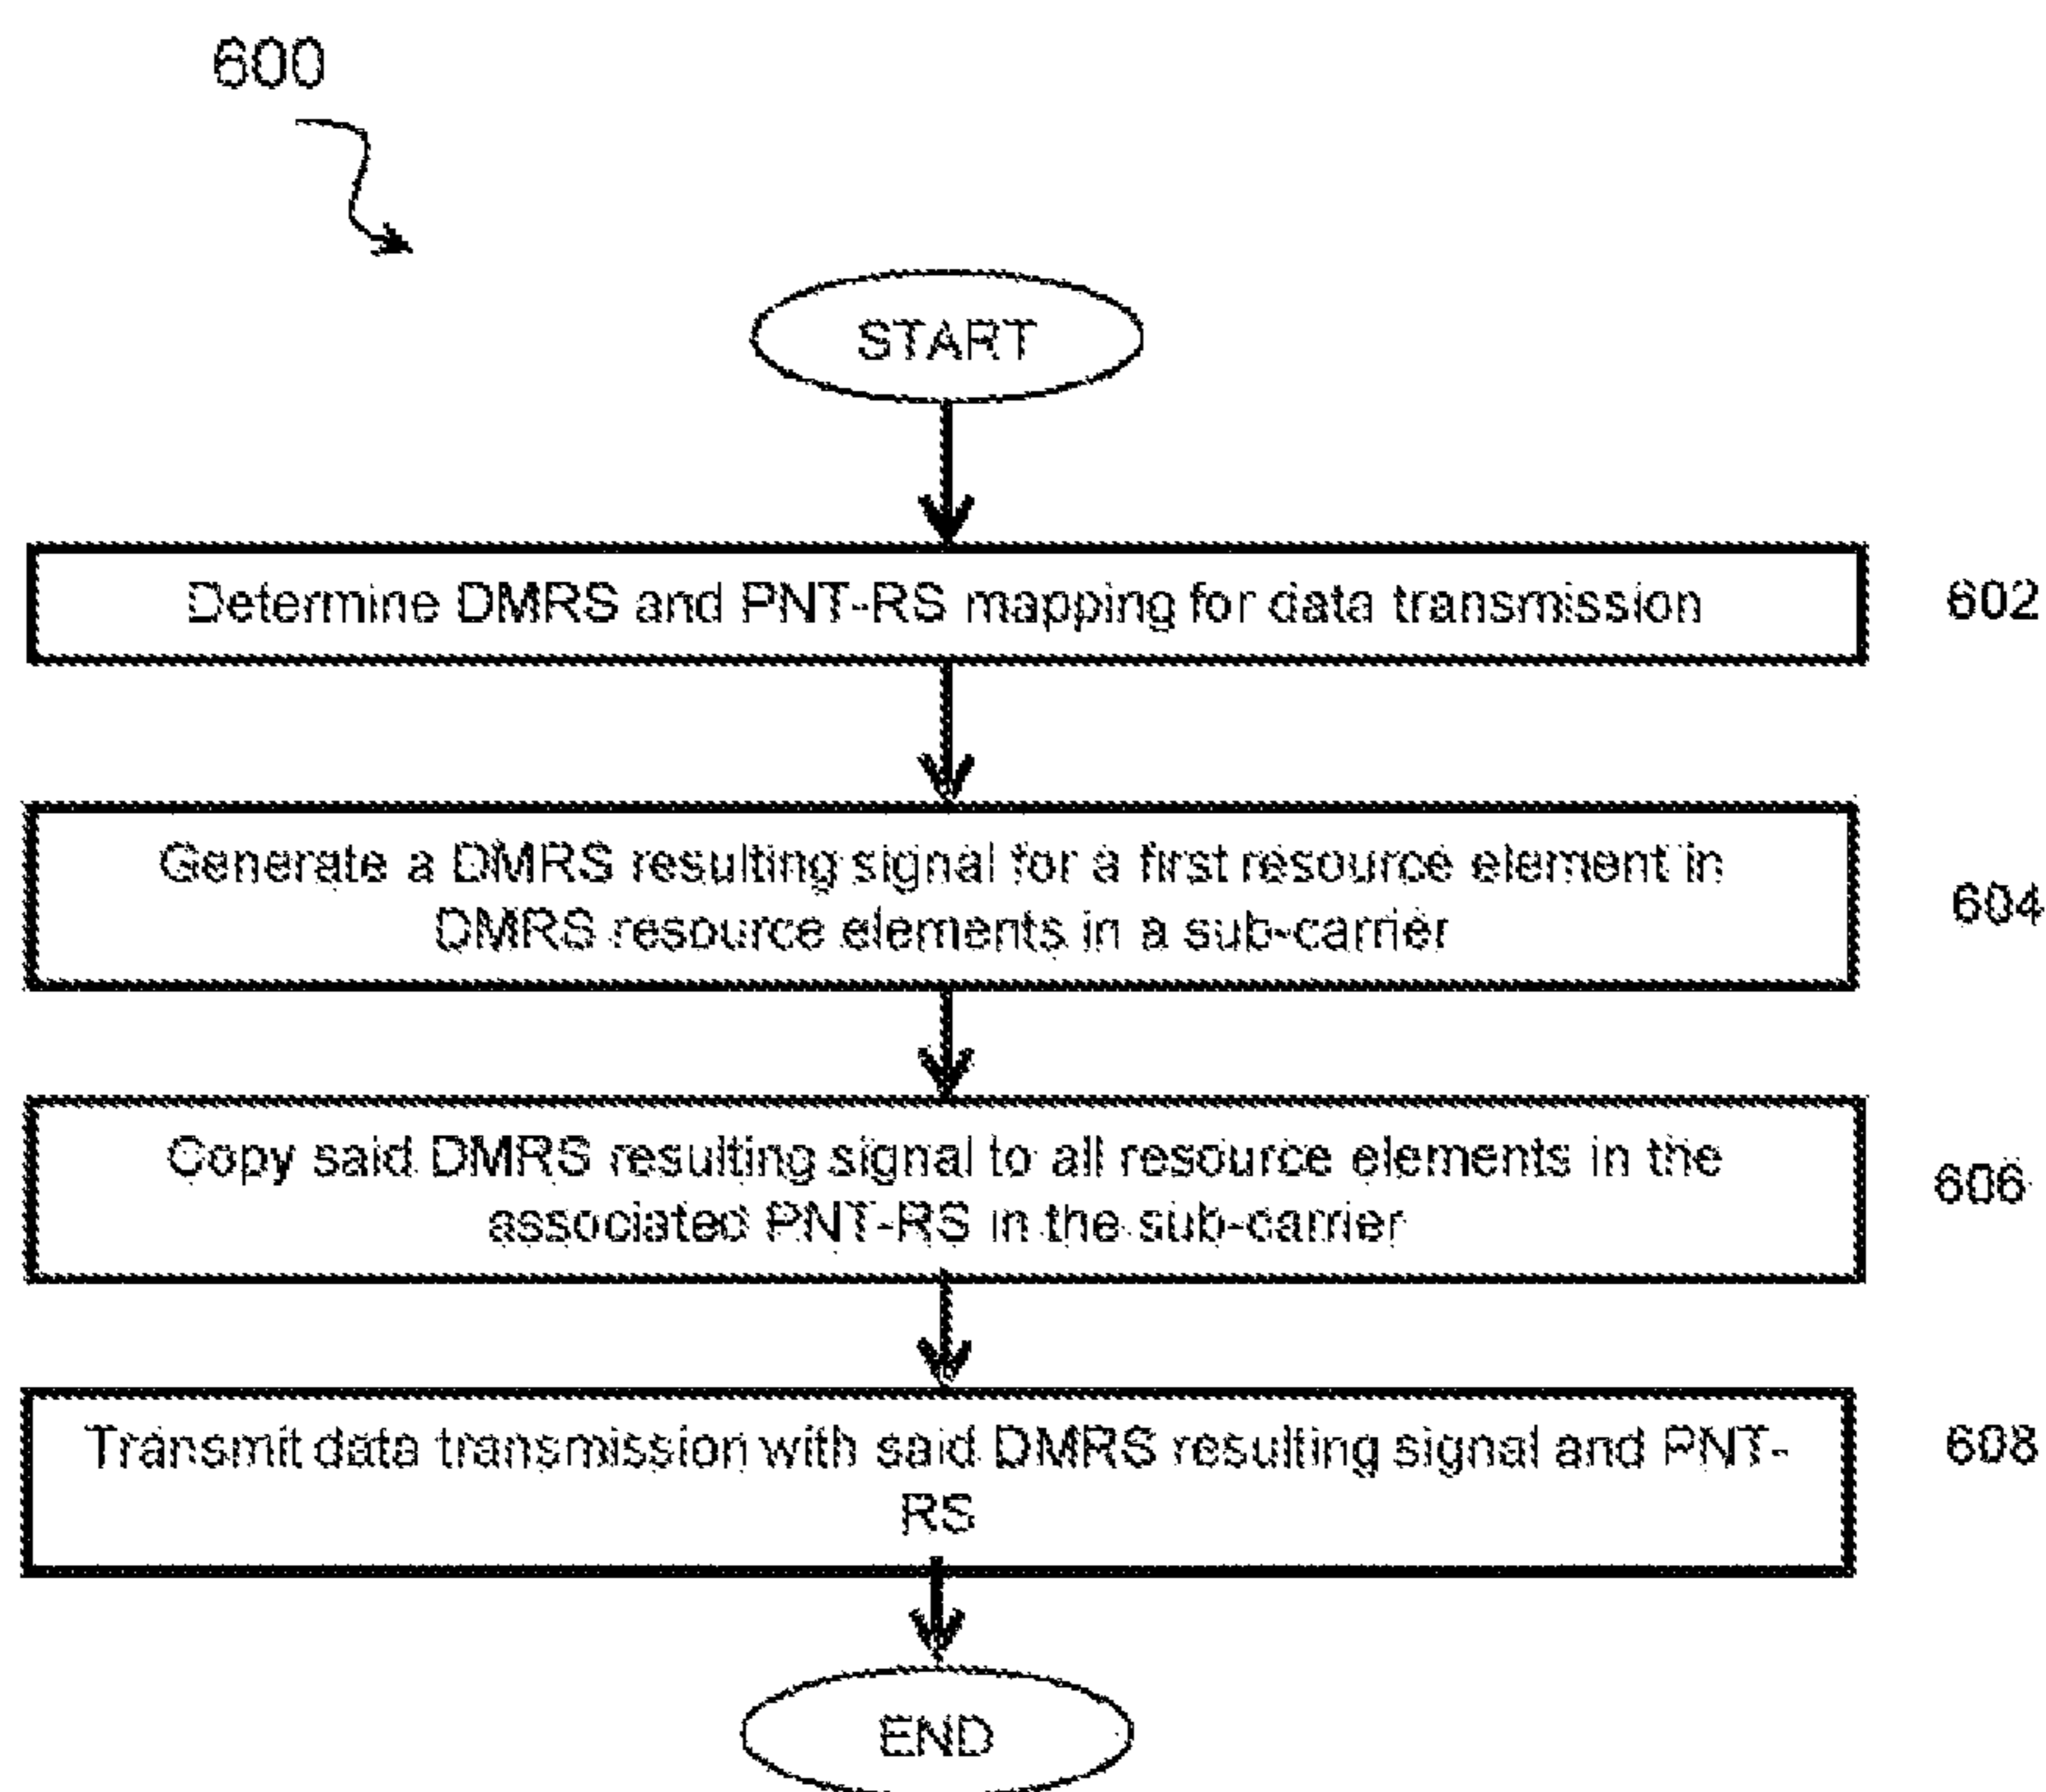 600
START
Determine DMRS and PNT-RS mapping for data transmission
602
Generate a DMRS resulting signal for a first resource element in
DMRS resource elements in a sub-carrier
604
Copy said DMRS resulting signal to all resource elements in the
associated PNT-RS in the sub-carrier
606
Transmit data transmission with said DMRS resulting signal and PNT-
RS
608
END